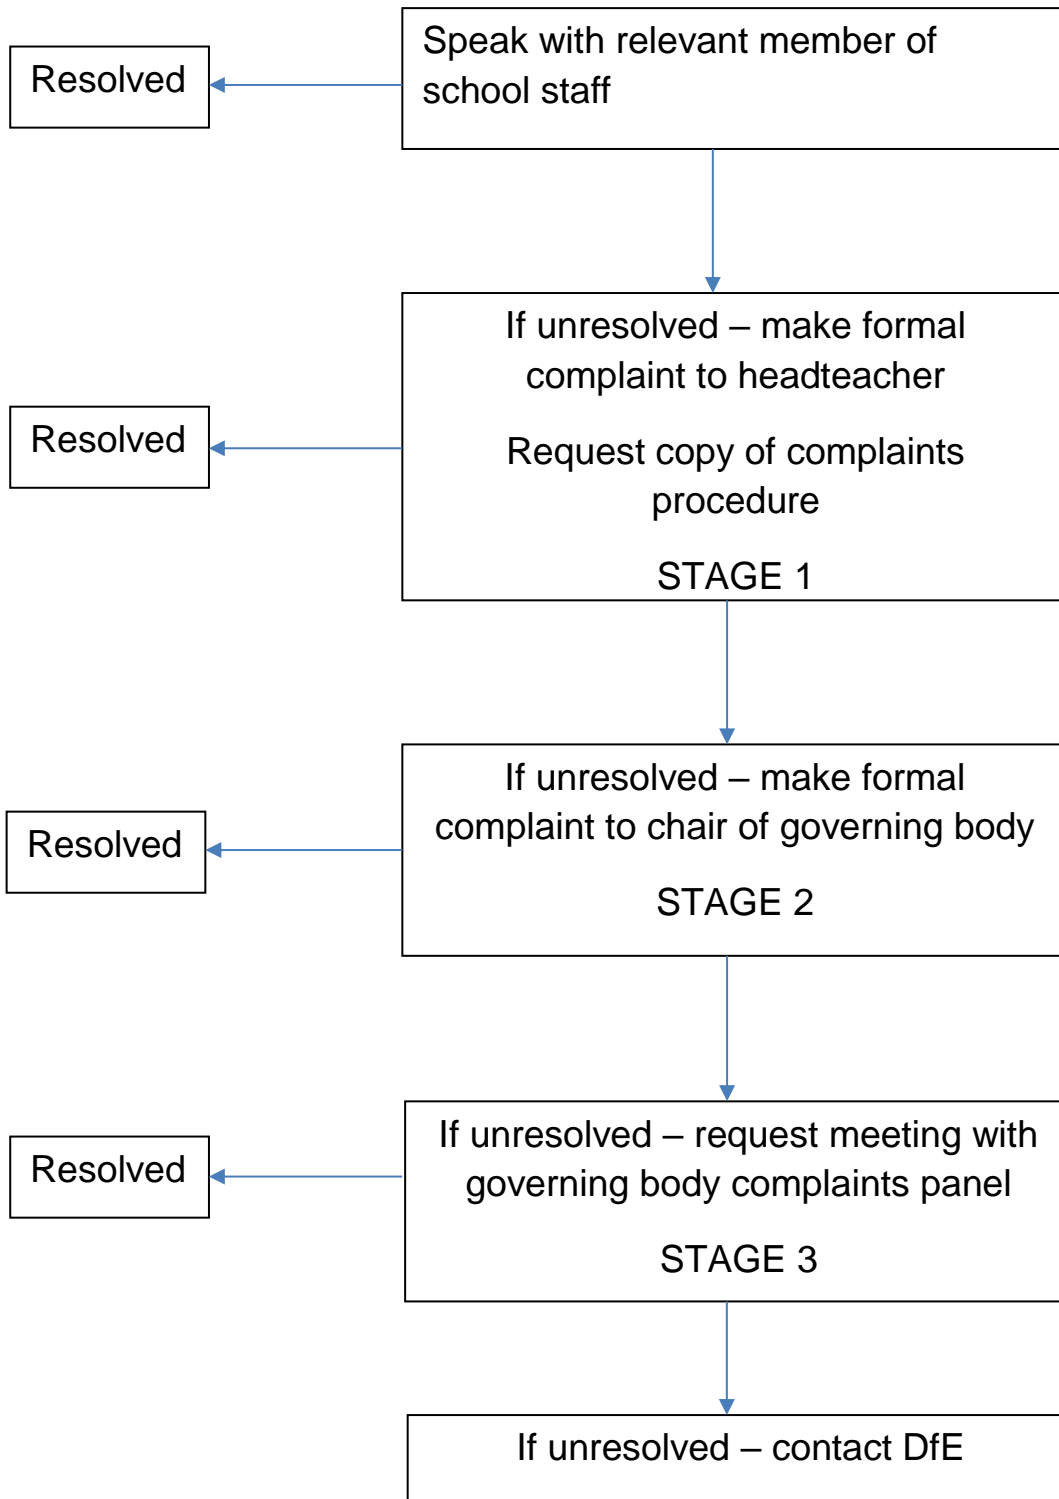 Speak with relevant member of
school staff
Resolved
If unresolved – make formal
complaint to headteacher
Request copy of complaints
procedure
STAGE 1
Resolved
If unresolved – make formal
complaint to chair of governing body
STAGE 2
Resolved
If unresolved – request meeting with
governing body complaints panel
STAGE 3
Resolved
If unresolved – contact DfE